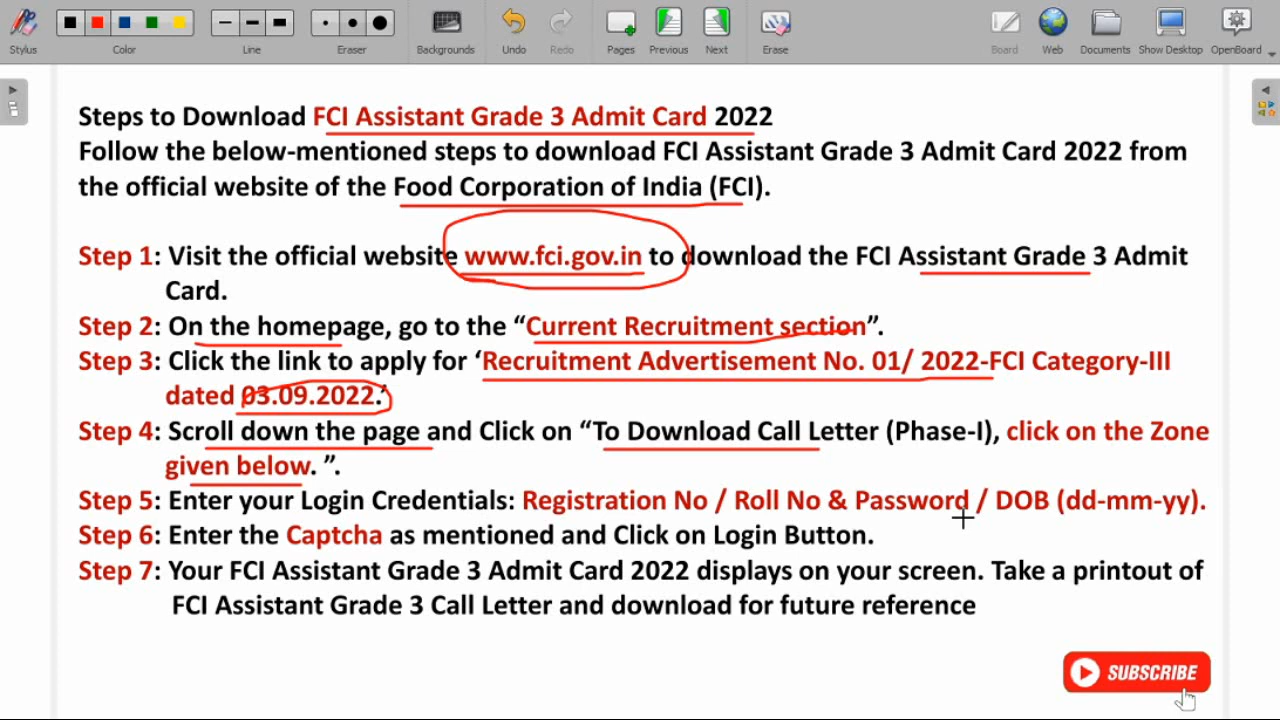 Stylus Color Line Eraser Backgrounds Undo Redo Pages Previous Next Erase Board Web Documents Show Desktop OpenBoard
Steps to Download FCI Assistant Grade 3 Admit Card 2022
Follow the below-mentioned steps to download FCI Assistant Grade 3 Admit Card 2022 from
the official website of the Food Corporation of India (FCI).
Step 1: Visit the official website www.fci.gov.in to download the FCI Assistant Grade 3 Admit
Card.
Step 2: On the homepage, go to the “Current Recruitment section”.
Step 3: Click the link to apply for ‘Recruitment Advertisement No. 01/ 2022-FCI Category-III
dated 03.09.2022.’
Step 4: Scroll down the page and Click on “To Download Call Letter (Phase-I), click on the Zone
given below. ”.
Step 5: Enter your Login Credentials: Registration No / Roll No & Password / DOB (dd-mm-yy).
Step 6: Enter the Captcha as mentioned and Click on Login Button.
Step 7: Your FCI Assistant Grade 3 Admit Card 2022 displays on your screen. Take a printout of
FCI Assistant Grade 3 Call Letter and download for future reference
SUBSCRIBE